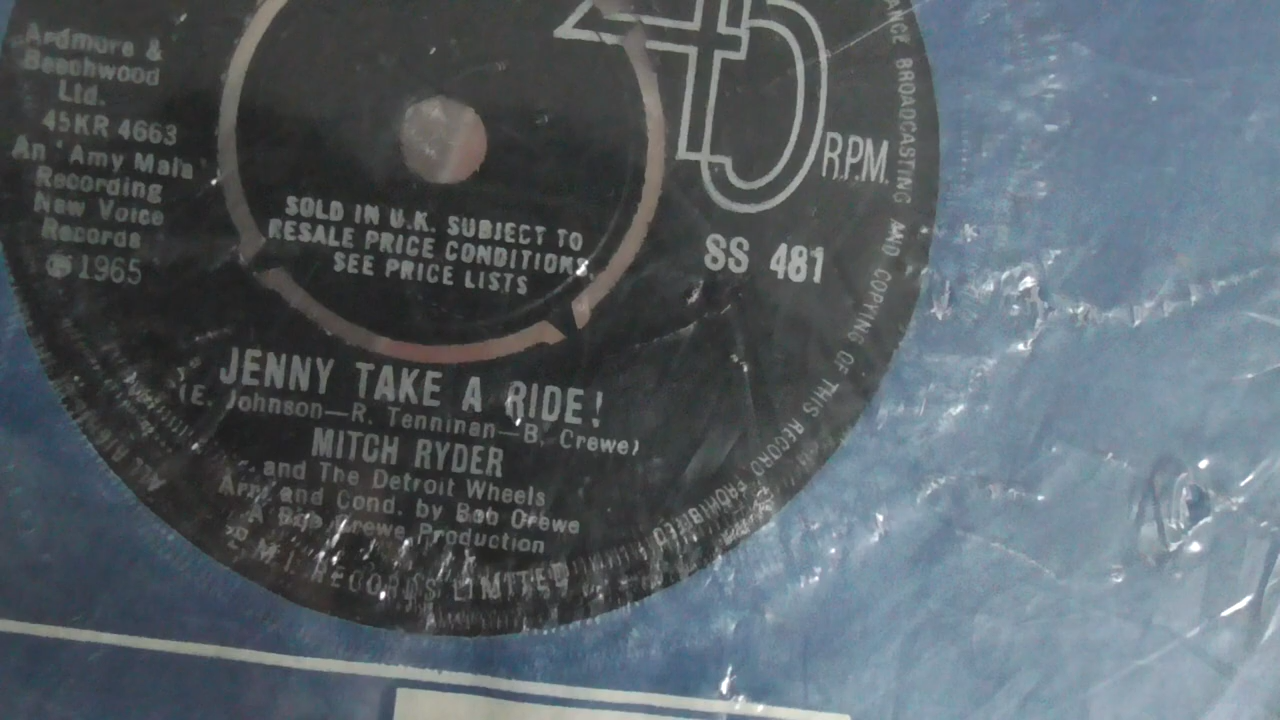 Ardmore &
Beechwood
Ltd.
45KR 4663
An 'Amy Mala'
Recording
New Voice
Records
℗ 1965
45
R.P.M.
SOLD IN U.K. SUBJECT TO
RESALE PRICE CONDITIONS,
SEE PRICE LISTS
SS 481
JENNY TAKE A RIDE!
(E. Johnson—R. Tenninan—B. Crewe)
MITCH RYDER
and The Detroit Wheels
Arr. and Cond. by Bob Crewe
A Bob Crewe Production
E.M.I. RECORDS LIMITED
BROADCASTING AND COPYING OF THIS RECORD PROHIBITED
ALL